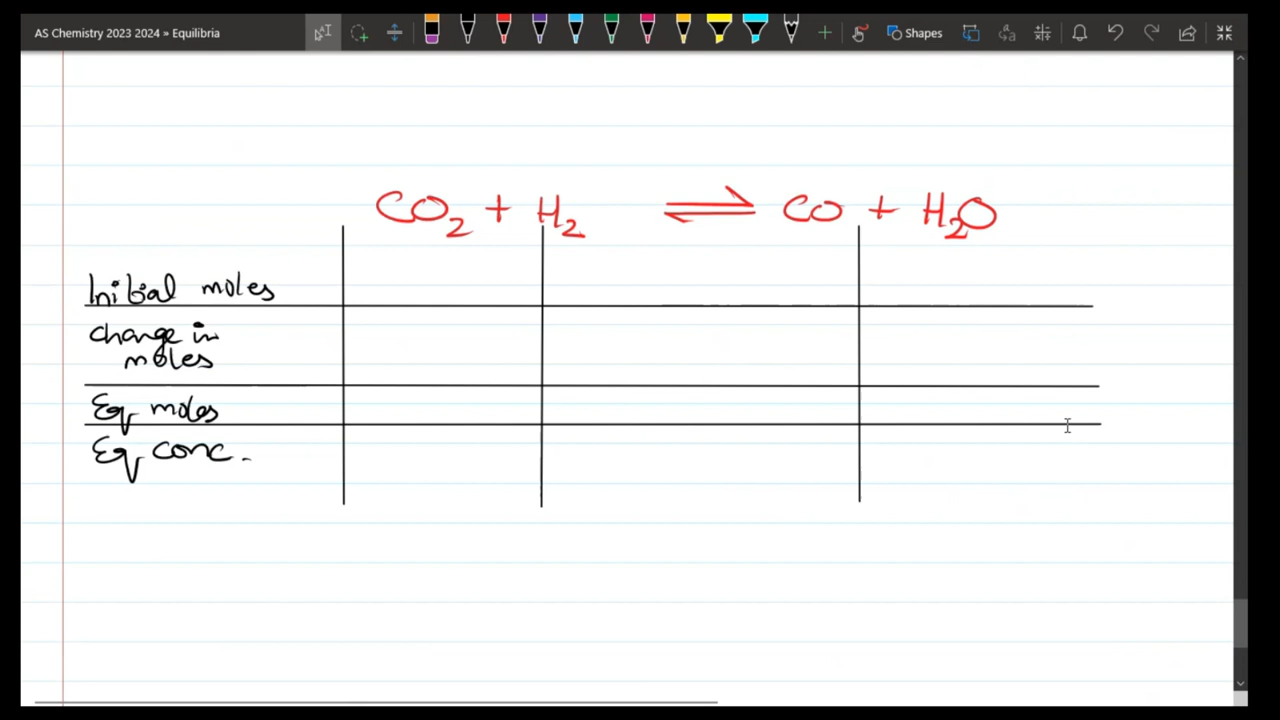 AS Chemistry 2023 2024 » Equilibria
Shapes
CO₂ + H₂ ⇌ CO + H₂O
Initial moles
change in
moles
Eq moles
Eq conc.